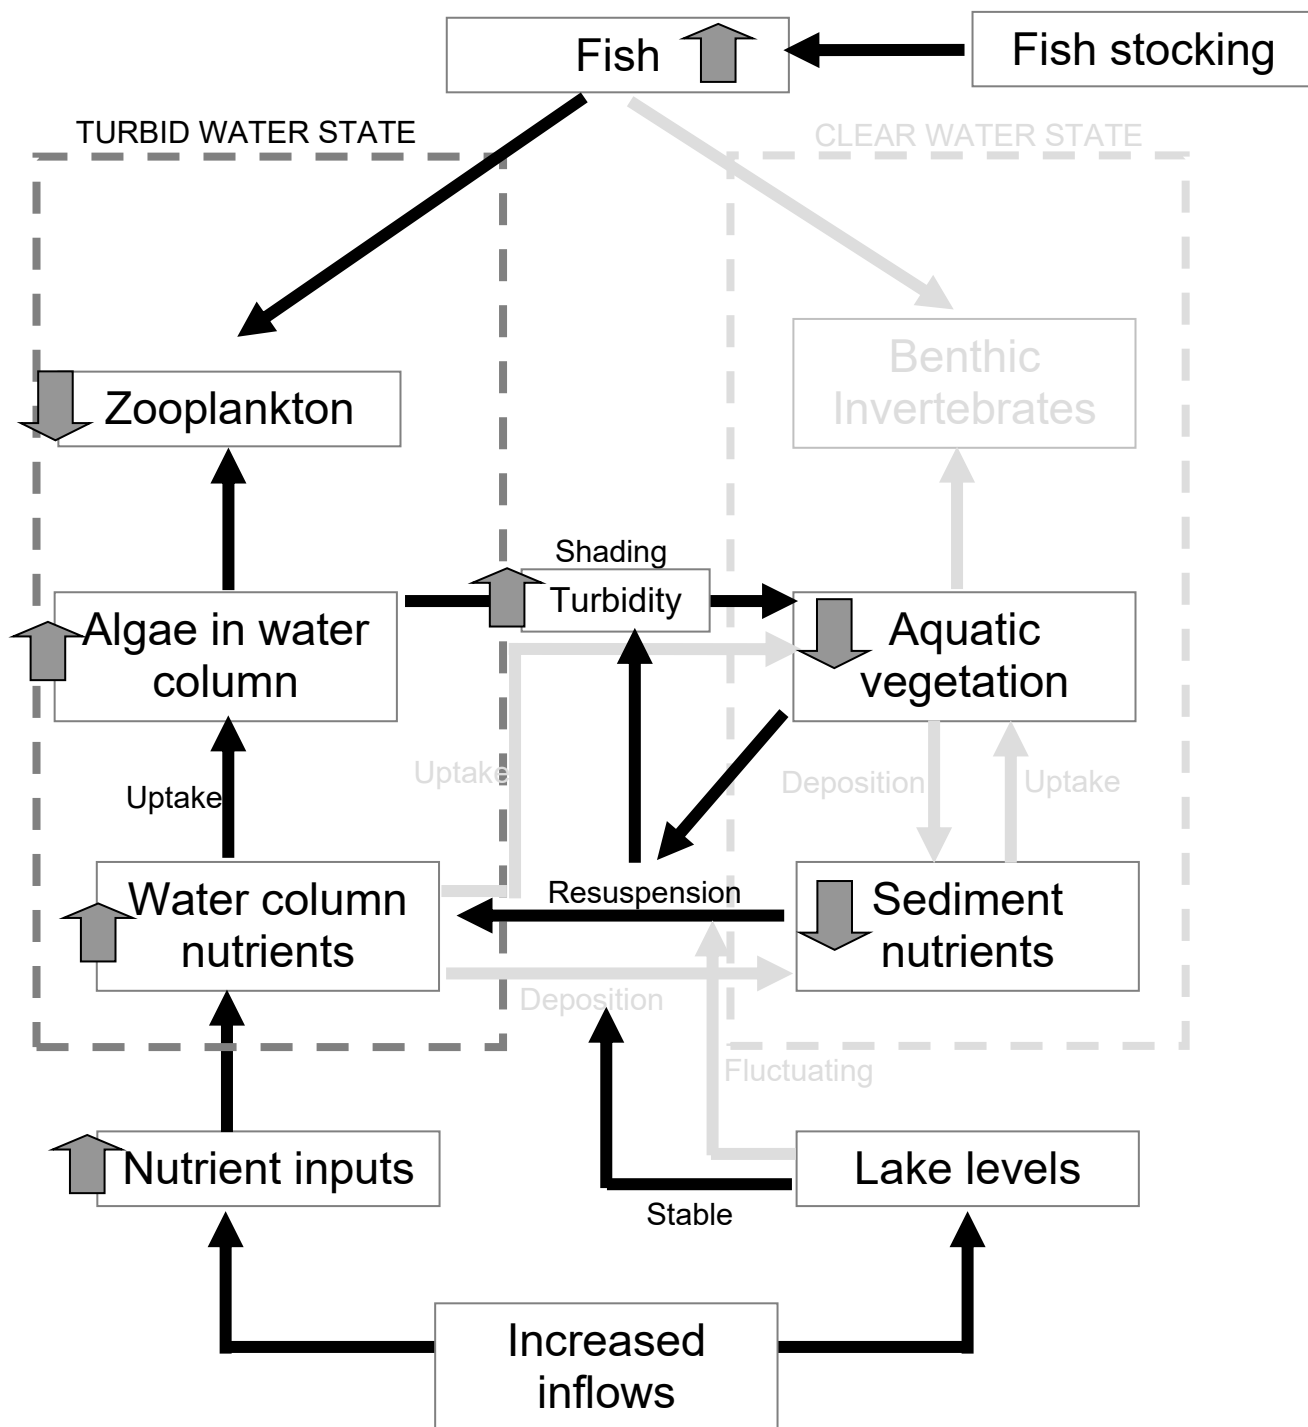 Fish
Fish stocking
TURBID WATER STATE
CLEAR WATER STATE
Zooplankton
Benthic
Invertebrates
Shading
Turbidity
Algae in water
column
Aquatic
vegetation
Uptake
Uptake
Deposition
Uptake
Water column
nutrients
Resuspension
Sediment
nutrients
Deposition
Fluctuating
Nutrient inputs
Lake levels
Stable
Increased
inflows